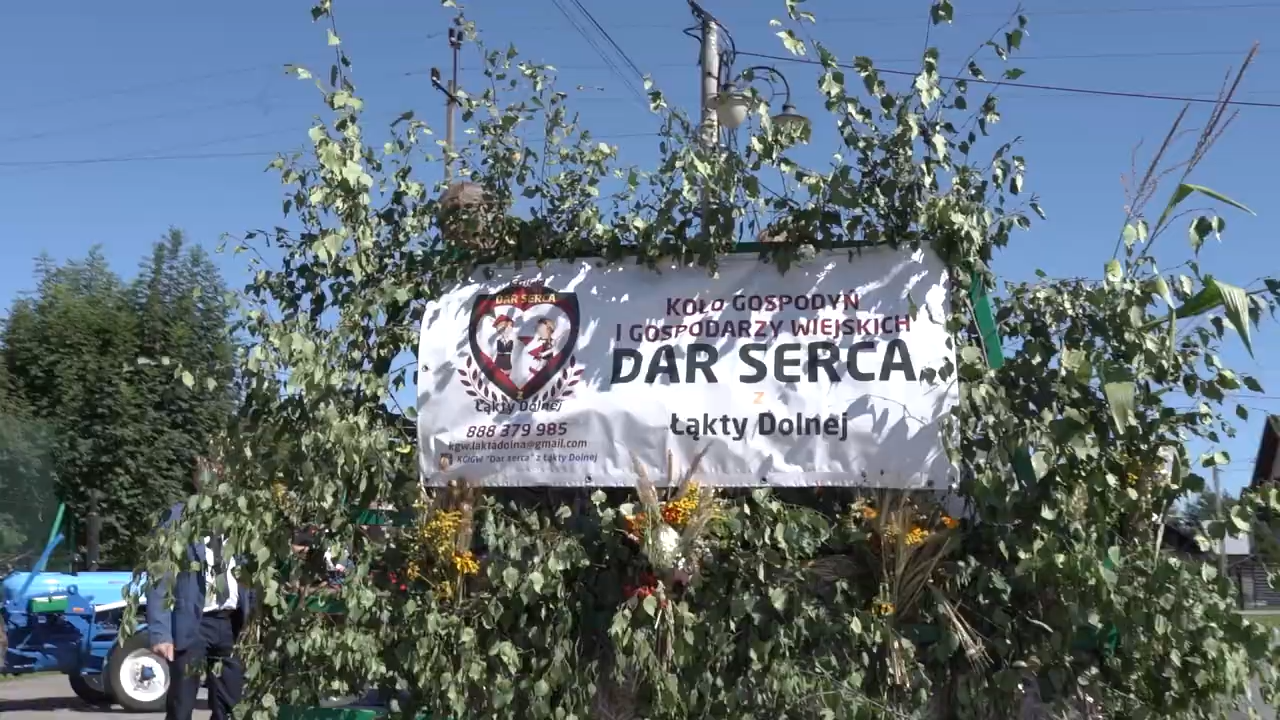 DAR SERCA
Łąkty Dolnej
888 379 985
kgw.laktadolna@gmail.com
KGiGW "Dar serca" z Łąkty Dolnej
KOŁO GOSPODYŃ
I GOSPODARZY WIEJSKICH
DAR SERCA
z
Łąkty Dolnej